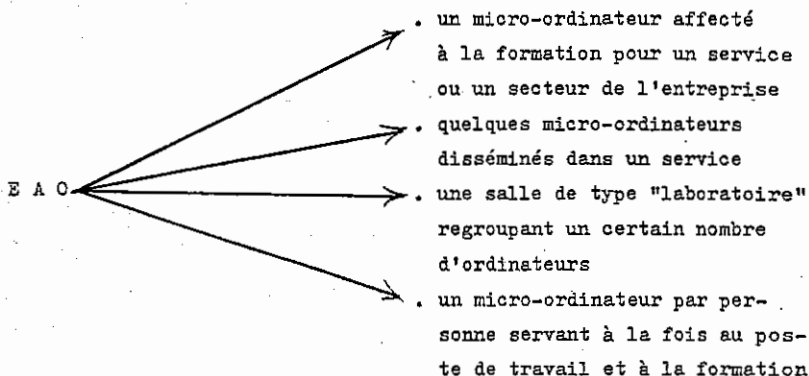 . un micro-ordinateur affecté
à la formation pour un service
ou un secteur de l'entreprise
. quelques micro-ordinateurs
disséminés dans un service
E A O
. une salle de type "laboratoire"
regroupant un certain nombre
d'ordinateurs
. un micro-ordinateur par per-
sonne servant à la fois au pos-
te de travail et à la formation